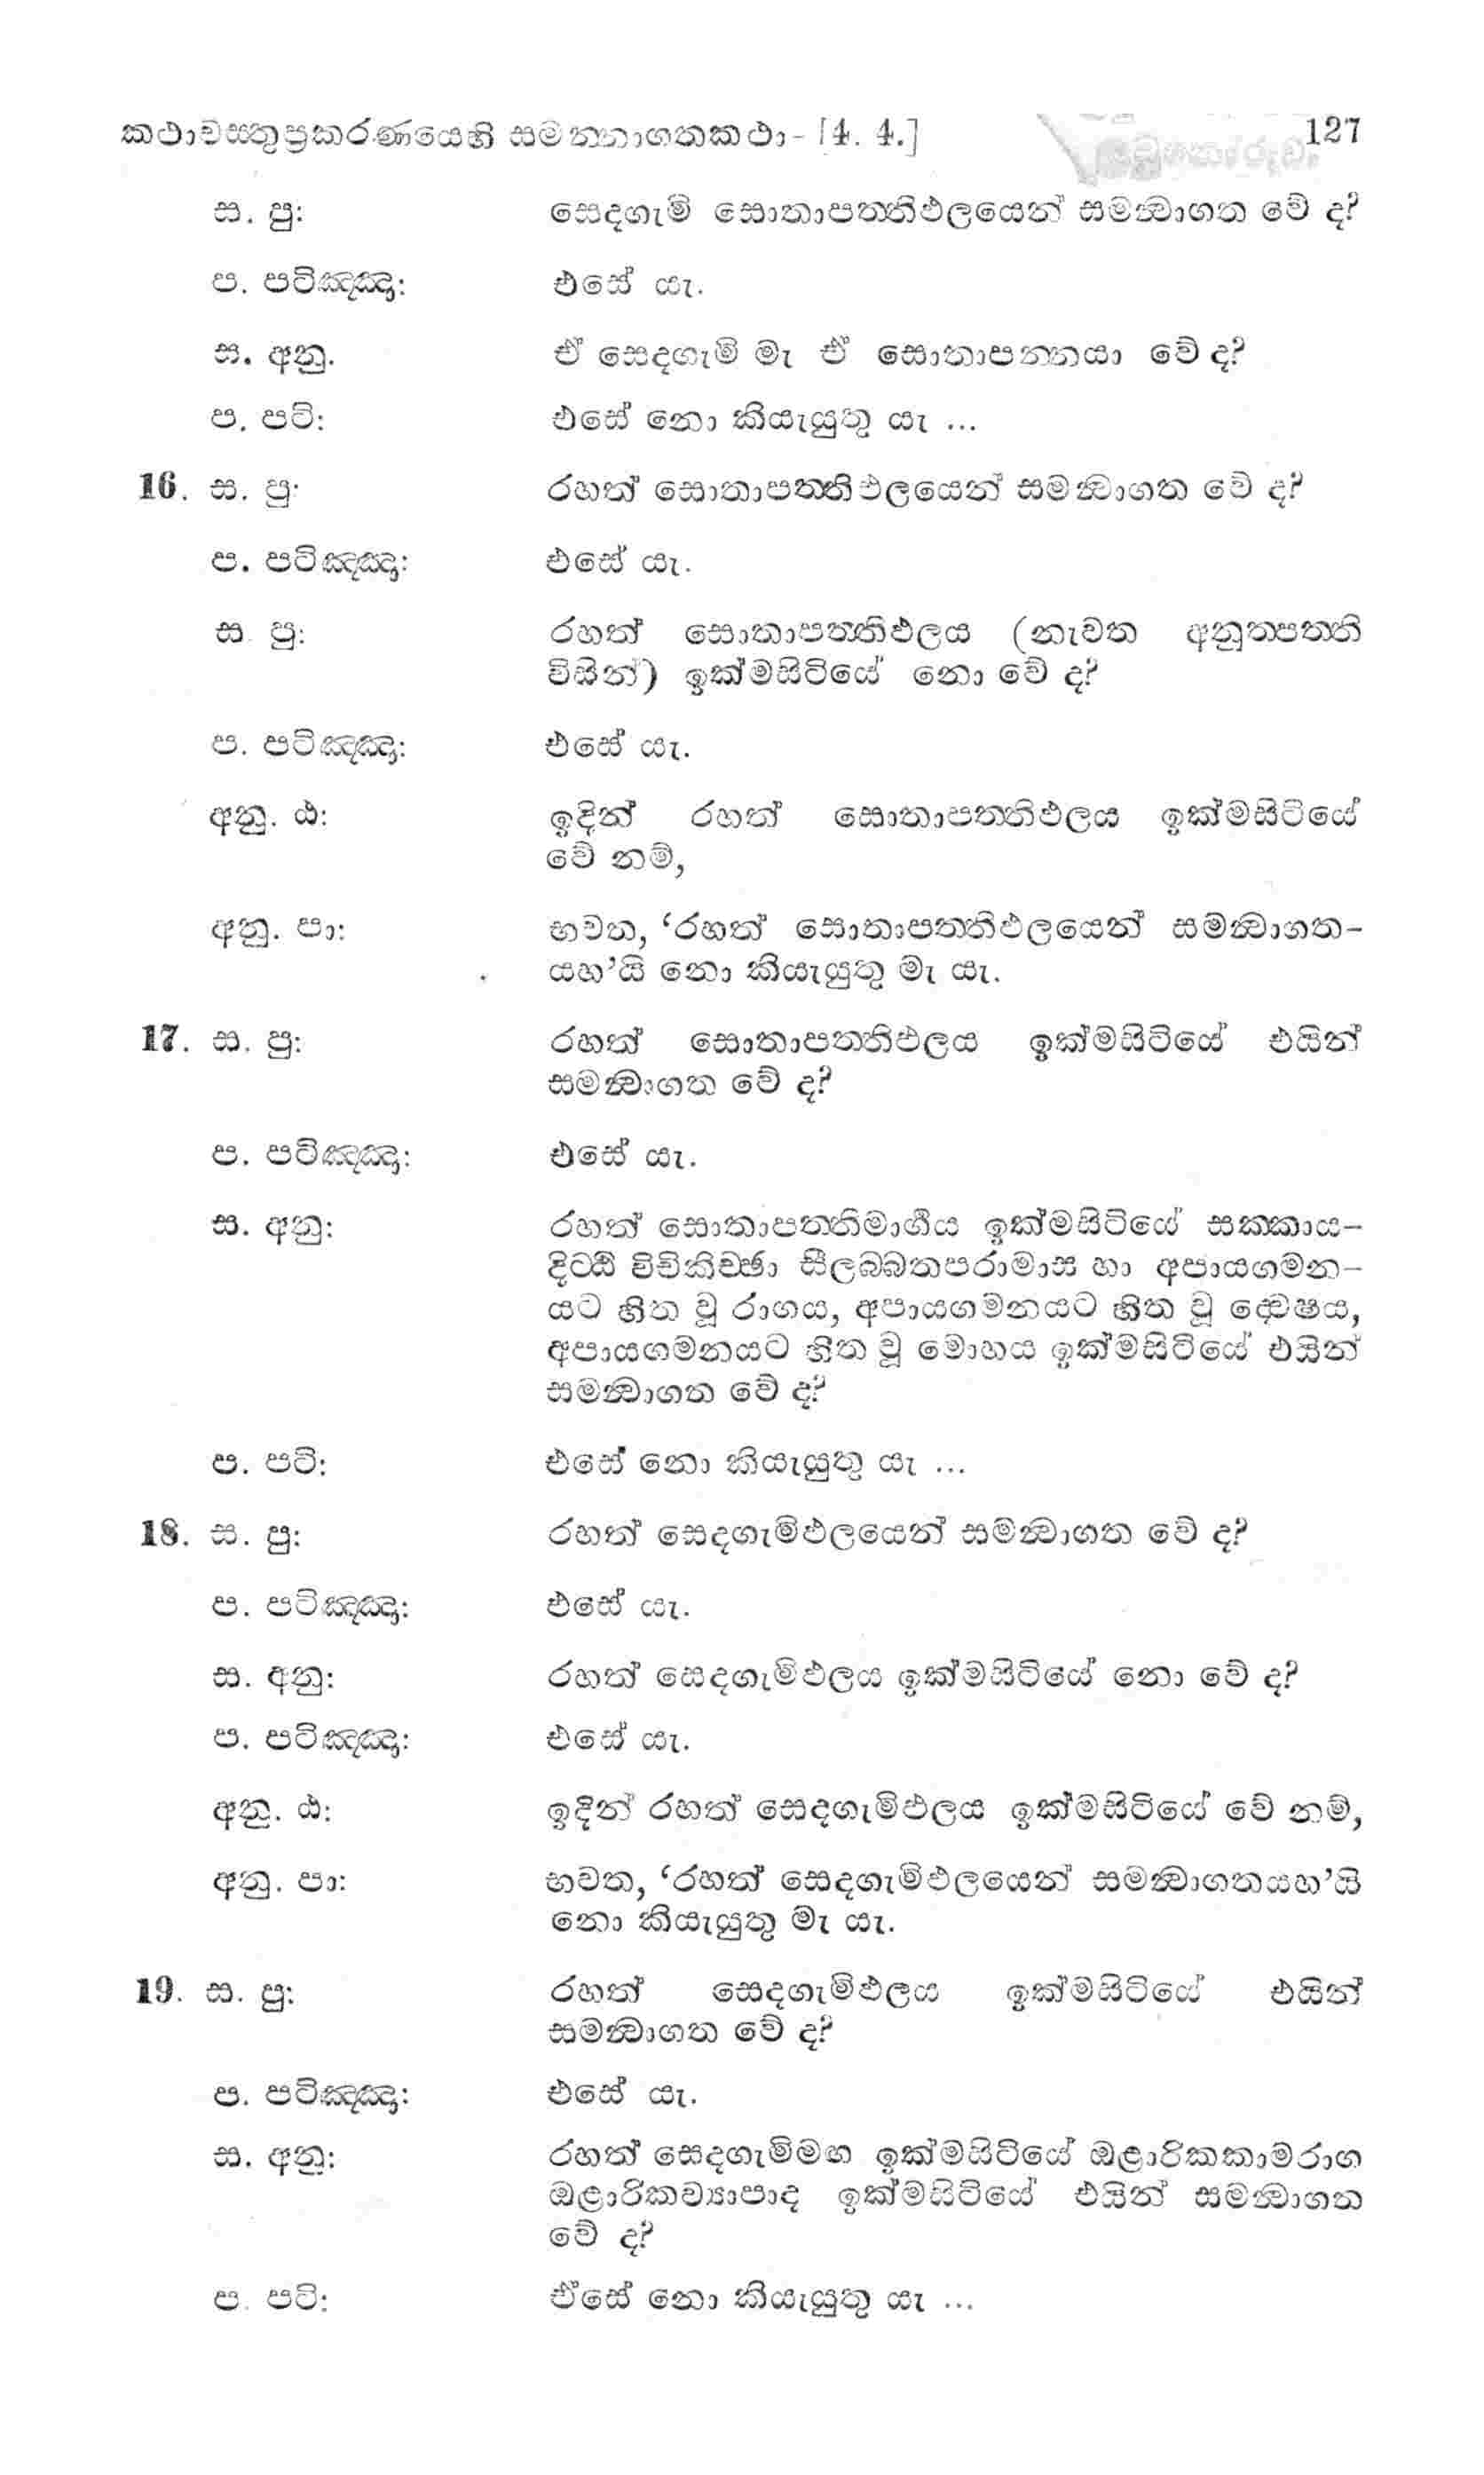 කථාවස්තුප්‍රකරණයෙහි සමන්නාගතකථා- [4. 4.] 127
ස. පු: සෙදගැමි සොතාපත්තිඵලයෙන් සමන්වාගත වේ ද?
ප. පටිඤ්ඤා: එසේ යැ.
ස. අනු. ඒ සෙදගැමි මැ ඒ සොතාපන්නයා වේ ද?
ප. පටි: එසේ නො කියැයුතු යැ ...
16. ස. පු: රහත් සොතාපත්තිඵලයෙන් සමන්වාගත වේ ද?
ප. පටිඤ්ඤා: එසේ යැ.
ස. පු: රහත් සොතාපත්තිඵලය (නැවත අනුත්පත්ති
විසින්) ඉක්මසිටියේ නො වේ ද?
ප. පටිඤ්ඤා: එසේ යැ.
අනු. ඨ: ඉදින් රහත් සොතාපත්තිඵලය ඉක්මසිටියේ
වේ නම්,
අනු. පා: භවත, ‘රහත් සොතාපත්තිඵලයෙන් සමන්වාගත-
යහ’යි නො කියැයුතු මැ යැ.
17. ස. පු: රහත් සොතාපත්තිඵලය ඉක්මසිටියේ එයින්
සමන්වාගත වේ ද?
ප. පටිඤ්ඤා: එසේ යැ.
ස. අනු: රහත් සොතාපත්තිමාර්ගය ඉක්මසිටියේ සක්කාය-
දිට්ඨි විචිකිච්ඡා සීලබ්බතපරාමාස හා අපායගමන-
යට හිත වූ රාගය, අපායගමනයට හිත වූ ද්වෙෂය,
අපායගමනයට හිත වූ මොහය ඉක්මසිටියේ එයින්
සමන්වාගත වේ ද?
ප. පටි: එසේ නො කියැයුතු යැ ...
18. ස. පු: රහත් සෙදගැමිඵලයෙන් සමන්වාගත වේ ද?
ප. පටිඤ්ඤා: එසේ යැ.
ස. අනු: රහත් සෙදගැමිඵලය ඉක්මසිටියේ නො වේ ද?
ප. පටිඤ්ඤා: එසේ යැ.
අනු. ඨ: ඉදින් රහත් සෙදගැමිඵලය ඉක්මසිටියේ වේ නම්,
අනු. පා: භවත, ‘රහත් සෙදගැමිඵලයෙන් සමන්වාගතයහ’යි
නො කියැයුතු මැ යැ.
19. ස. පු: රහත් සෙදගැමිඵලය ඉක්මසිටියේ එයින්
සමන්වාගත වේ ද?
ප. පටිඤ්ඤා: එසේ යැ.
ස. අනු: රහත් සෙදගැමිමඟ ඉක්මසිටියේ ඔළාරිකකාමරාග
ඔළාරිකව්‍යාපාද ඉක්මසිටියේ එයින් සමන්වාගත
වේ ද?
ප. පටි: ඒසේ නො කියැයුතු යැ ...